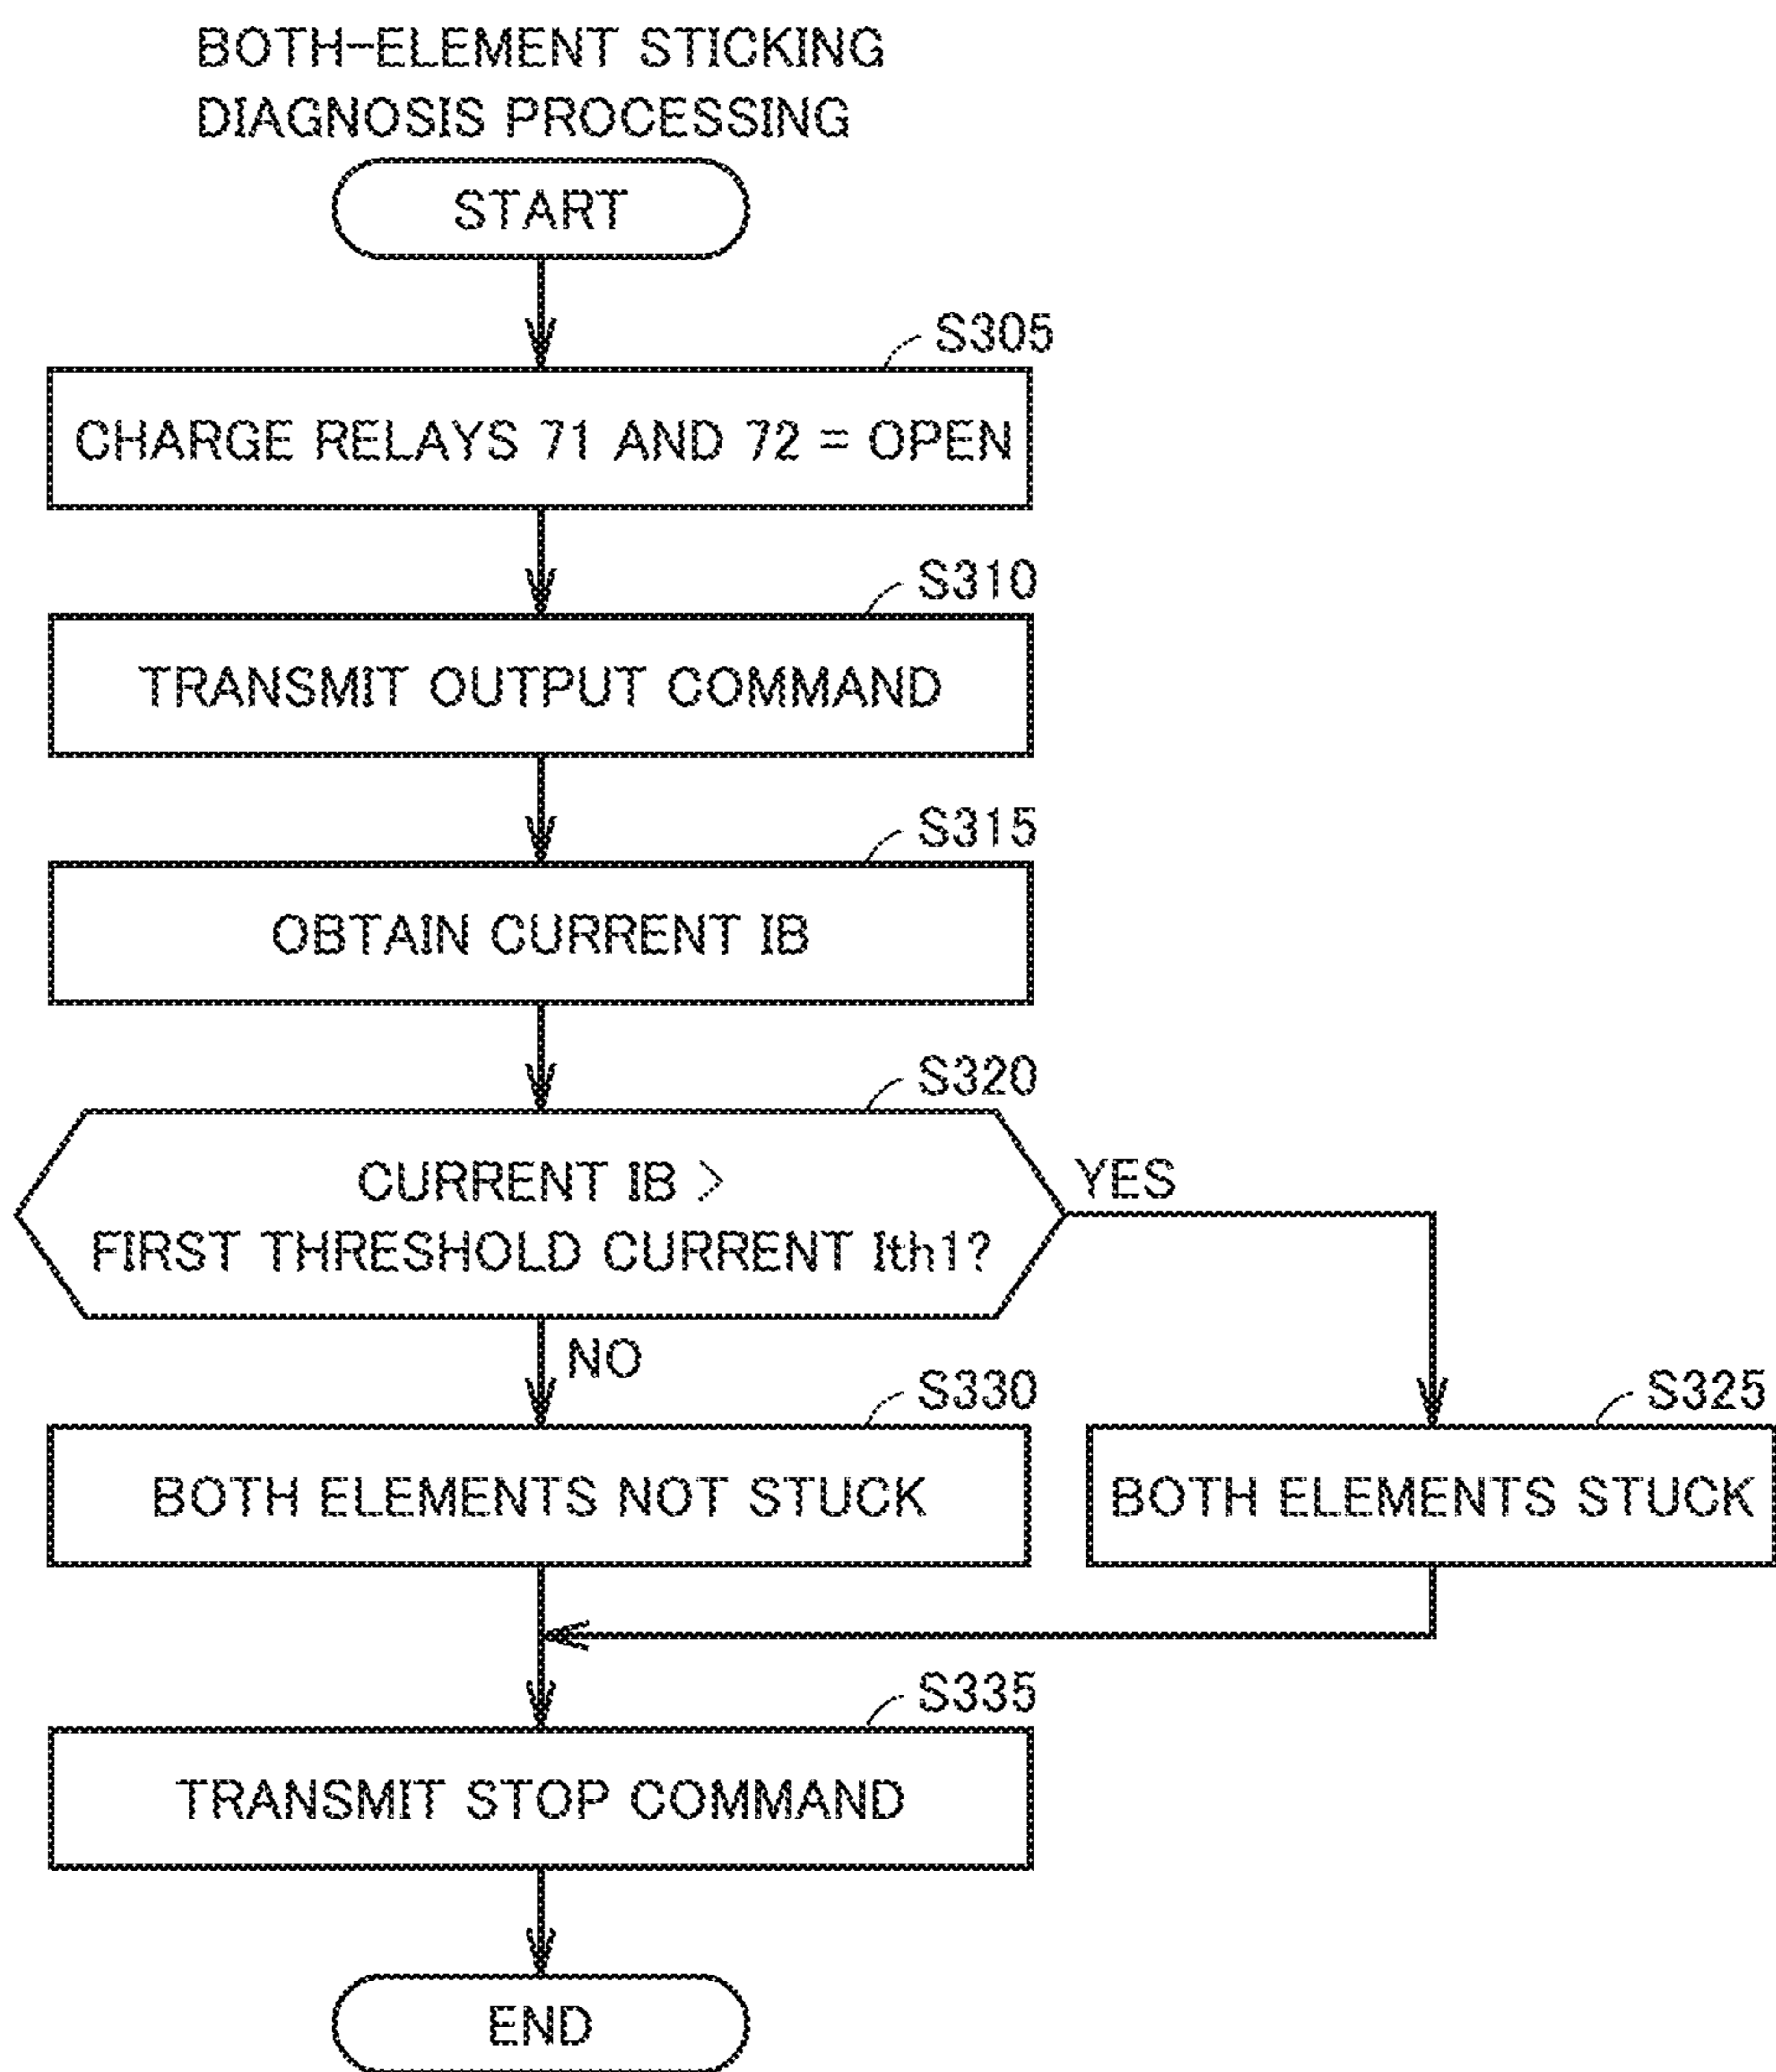 BOTH-ELEMENT STICKING
DIAGNOSIS PROCESSING
START
S305
CHARGE RELAYS 71 AND 72 = OPEN
S310
TRANSMIT OUTPUT COMMAND
S315
OBTAIN CURRENT IB
S320
CURRENT IB >
FIRST THRESHOLD CURRENT Ith1?
YES
NO
S330
BOTH ELEMENTS NOT STUCK
S325
BOTH ELEMENTS STUCK
S335
TRANSMIT STOP COMMAND
END